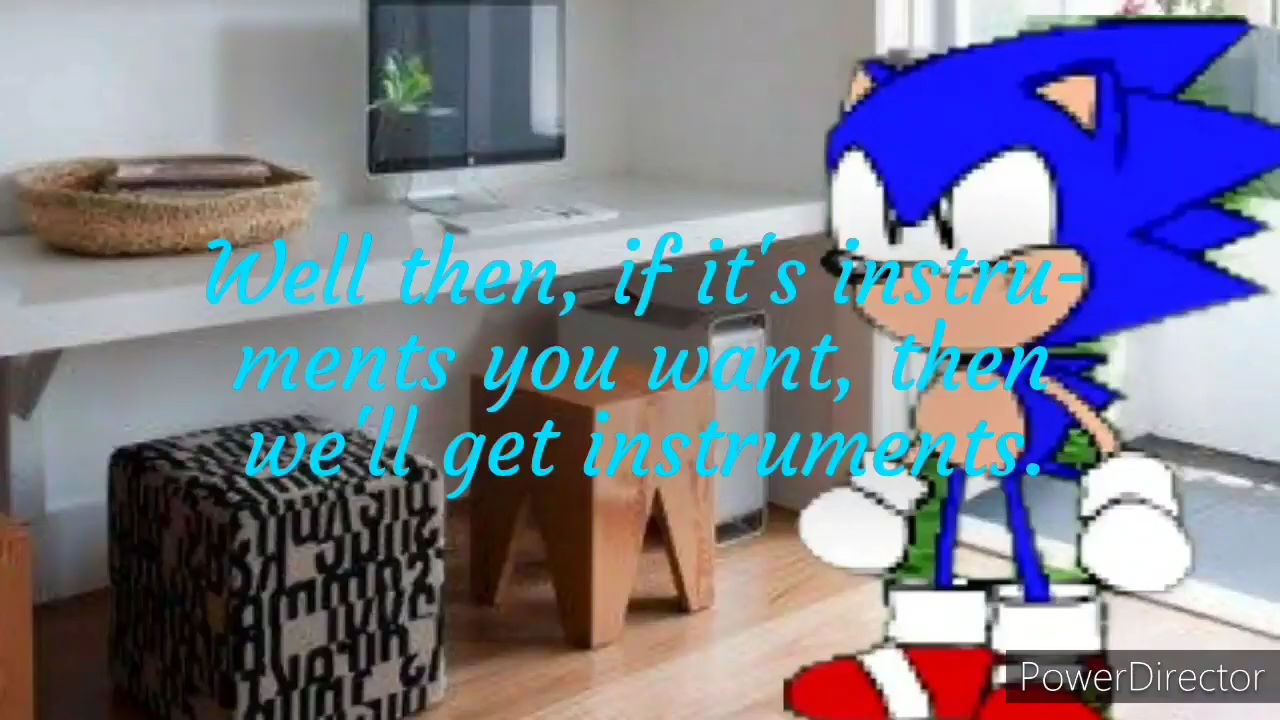 Well then, if it's instru-
ments you want, then
we'll get instruments.
PowerDirector